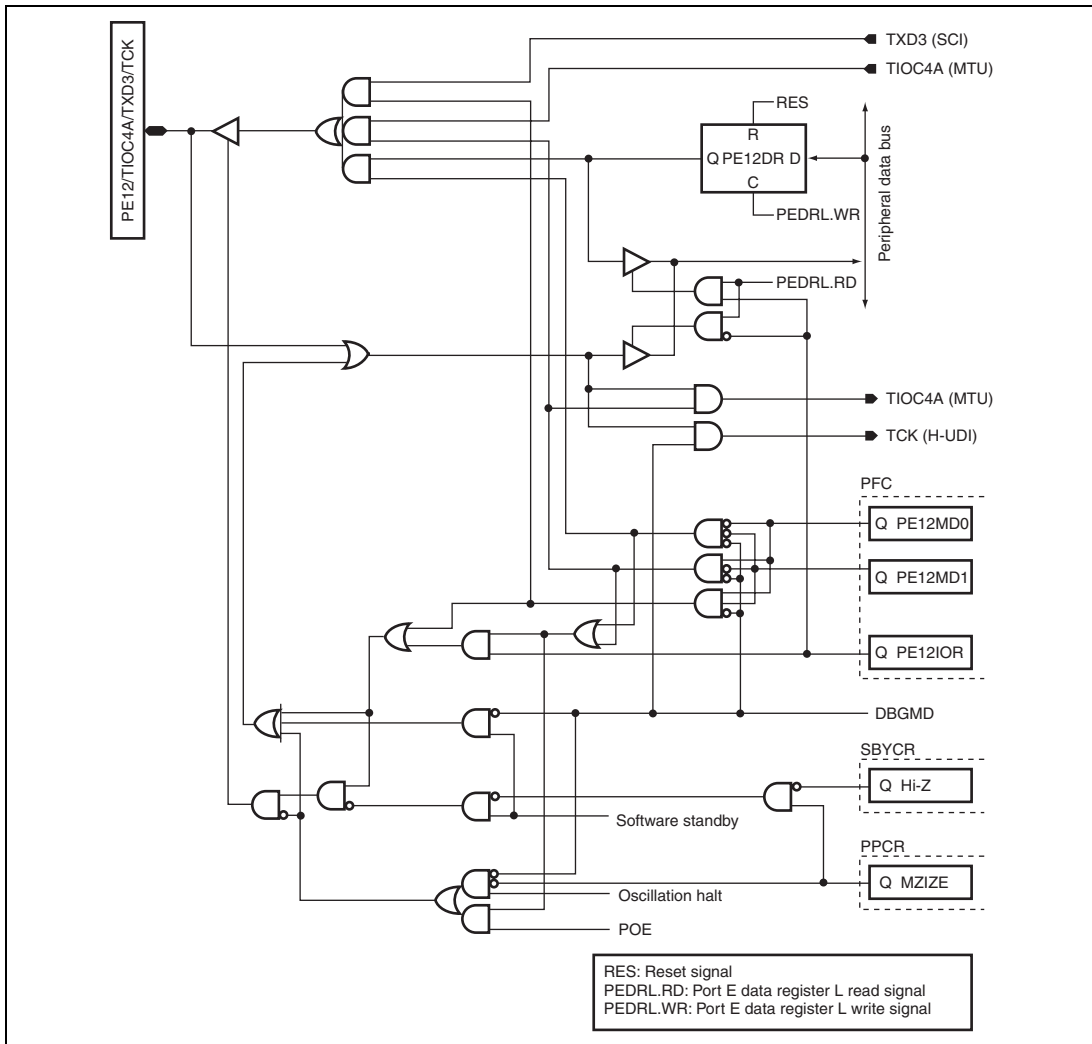 PE12/TIOC4A/TXD3/TCK
TXD3 (SCI)
TIOC4A (MTU)
RES
R
Q PE12DR D
C
PEDRL.WR
Peripheral data bus
PEDRL.RD
TIOC4A (MTU)
TCK (H-UDI)
PFC
Q PE12MD0
Q PE12MD1
Q PE12IOR
DBGMD
SBYCR
Q Hi-Z
Software standby
PPCR
Q MZIZE
Oscillation halt
POE
RES: Reset signal
PEDRL.RD: Port E data register L read signal
PEDRL.WR: Port E data register L write signal